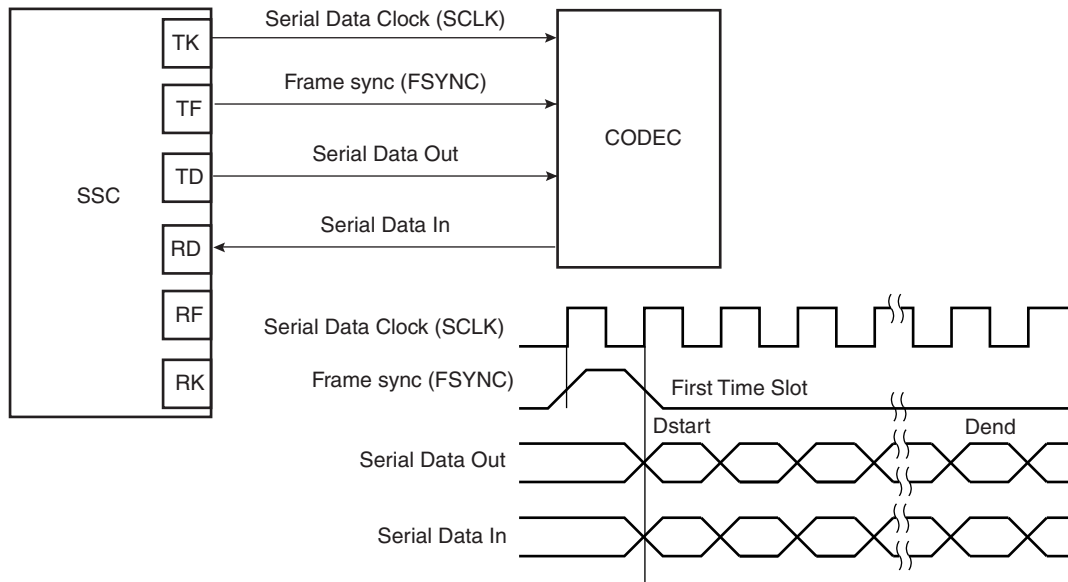 Serial Data Clock (SCLK)
TK
Frame sync (FSYNC)
TF
CODEC
Serial Data Out
TD
SSC
Serial Data In
RD
RF
Serial Data Clock (SCLK)
RK
Frame sync (FSYNC)
First Time Slot
Dstart
Dend
Serial Data Out
Serial Data In